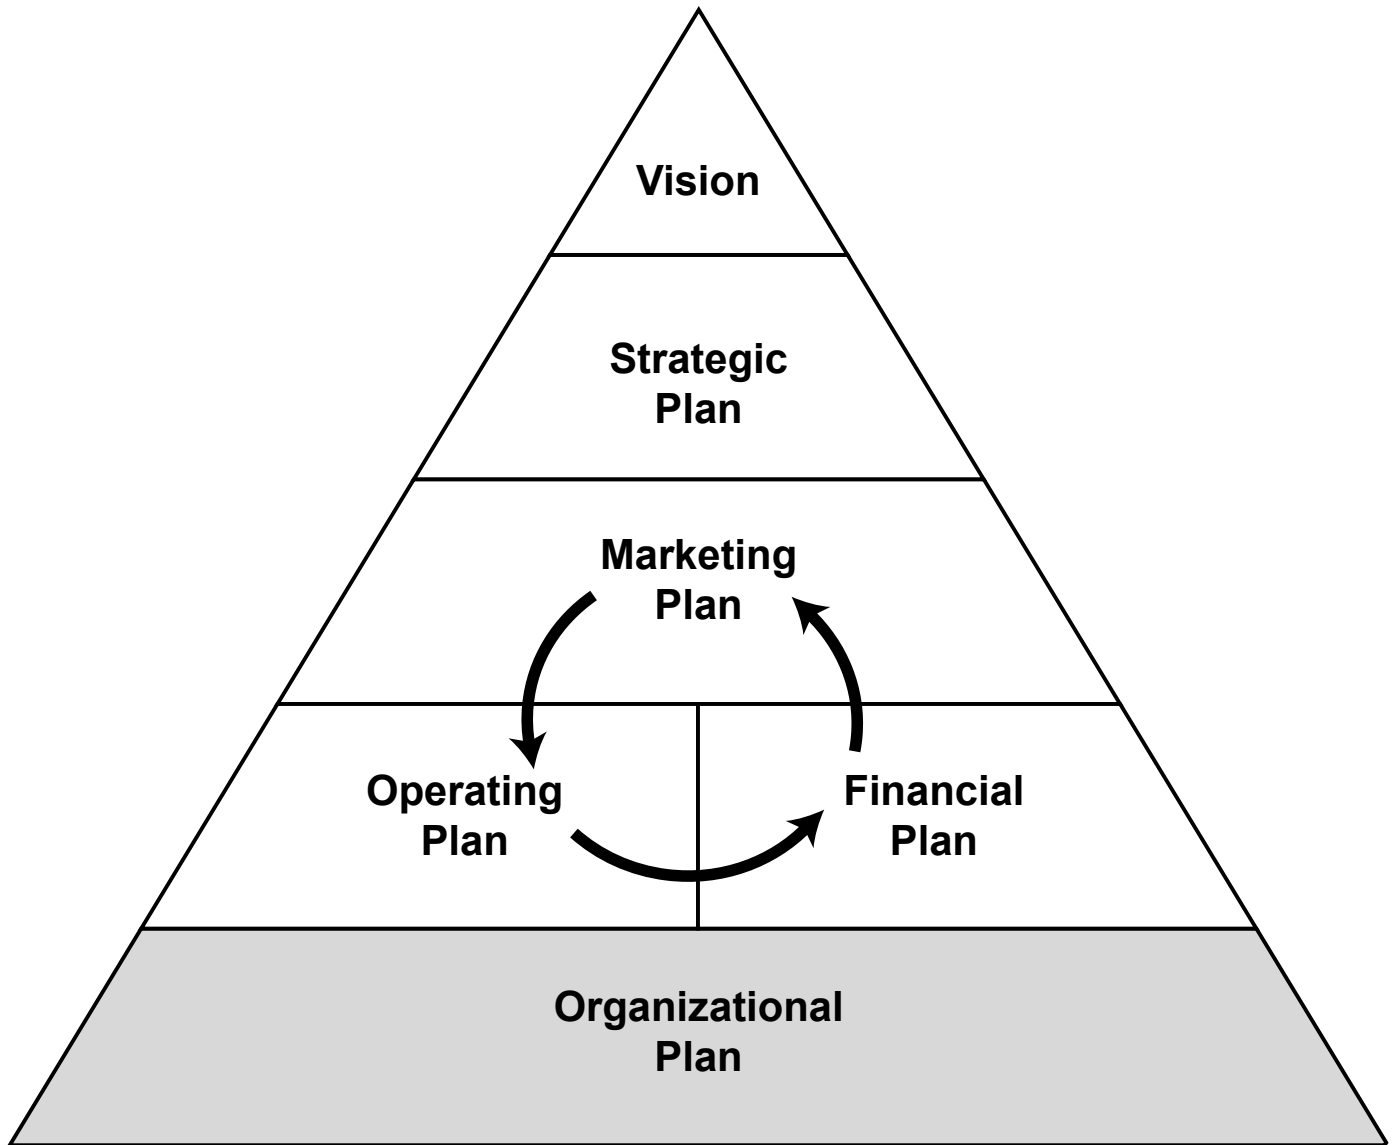 Vision
Strategic
Plan
Marketing
Plan
Operating
Plan
Financial
Plan
Organizational
Plan